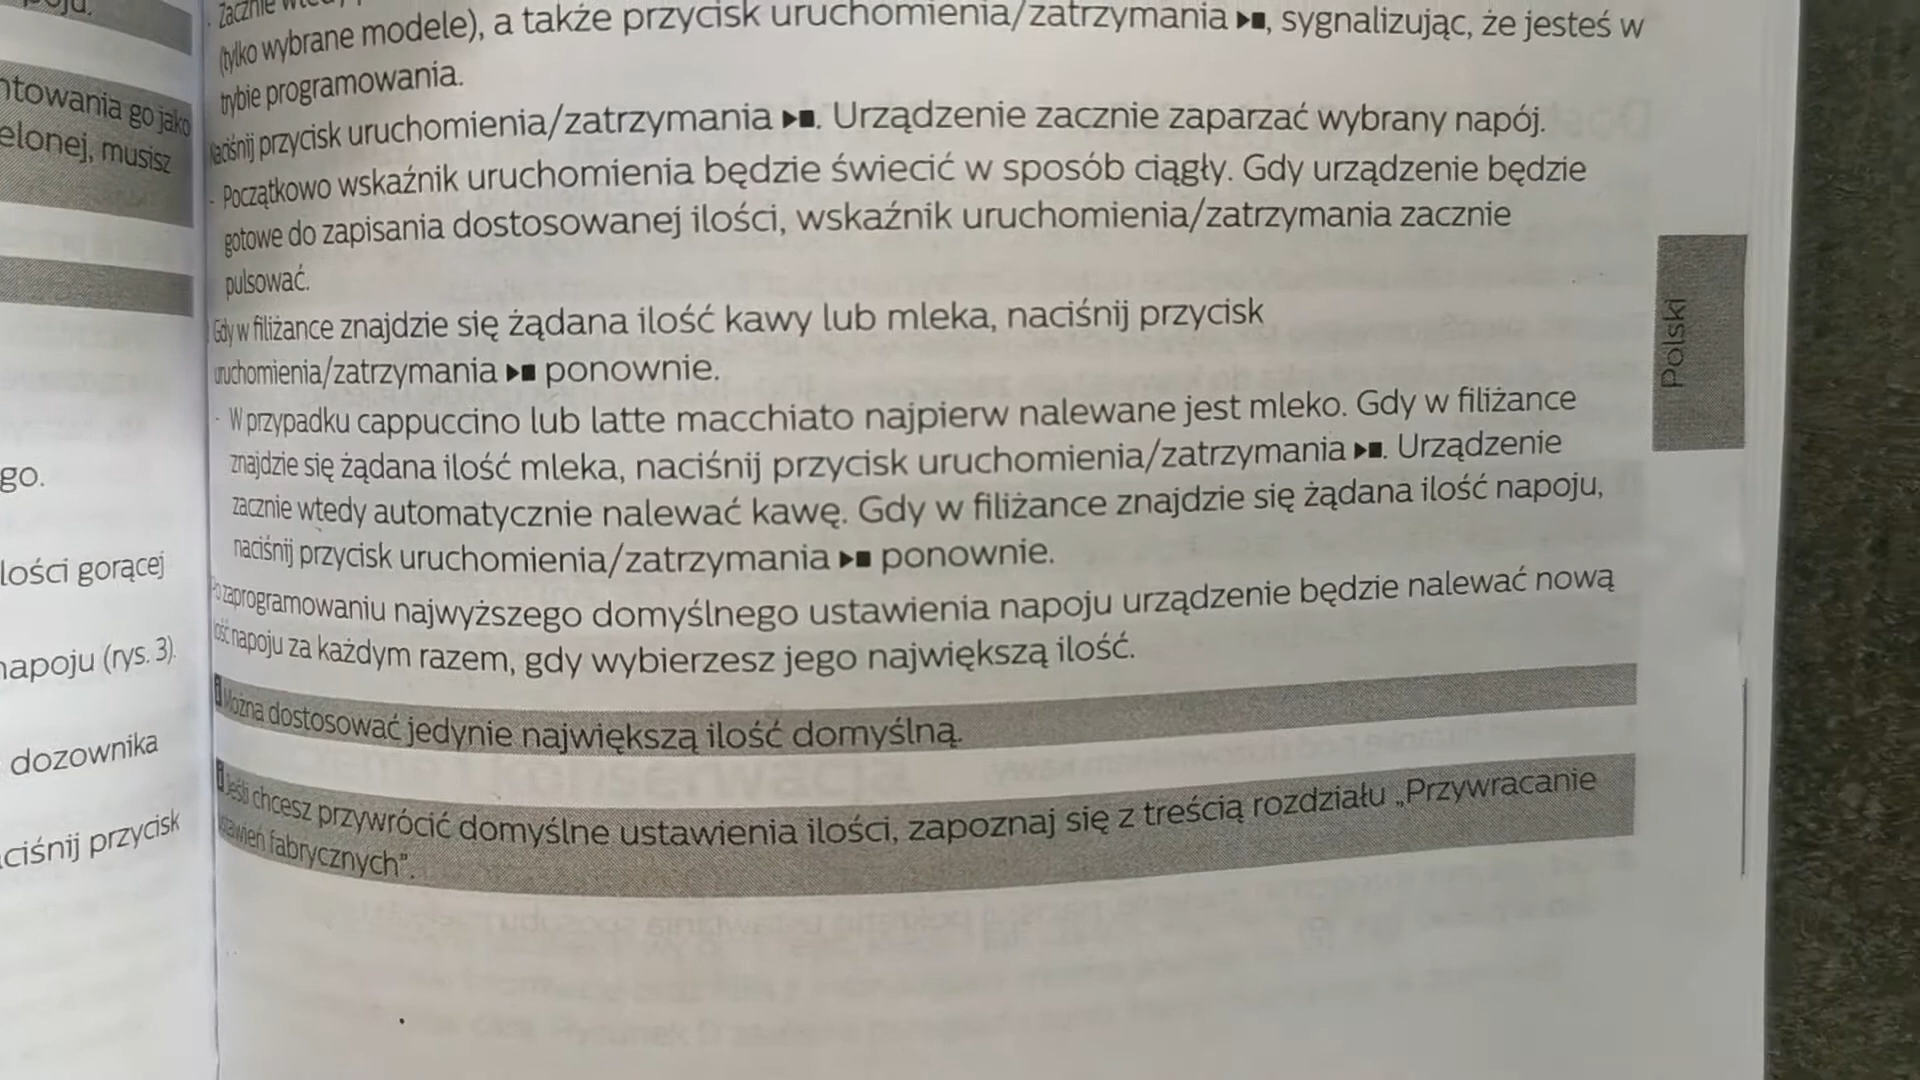 poju.
ntowania go jako
elonej, musisz
go.
lości gorącej
napoju (rys. 3).
dozownika
ciśnij przycisk
zacznie
(tylko wybrane modele), a także przycisk uruchomienia/zatrzymania ▶■, sygnalizując, że jesteś w
trybie programowania.
Naciśnij przycisk uruchomienia/zatrzymania ▶■. Urządzenie zacznie zaparzać wybrany napój.
- Początkowo wskaźnik uruchomienia będzie świecić w sposób ciągły. Gdy urządzenie będzie
gotowe do zapisania dostosowanej ilości, wskaźnik uruchomienia/zatrzymania zacznie
pulsować.
Gdy w filiżance znajdzie się żądana ilość kawy lub mleka, naciśnij przycisk
uruchomienia/zatrzymania ▶■ ponownie.
- W przypadku cappuccino lub latte macchiato najpierw nalewane jest mleko. Gdy w filiżance
znajdzie się żądana ilość mleka, naciśnij przycisk uruchomienia/zatrzymania ▶■. Urządzenie
zacznie wtedy automatycznie nalewać kawę. Gdy w filiżance znajdzie się żądana ilość napoju,
naciśnij przycisk uruchomienia/zatrzymania ▶■ ponownie.
Po zaprogramowaniu najwyższego domyślnego ustawienia napoju urządzenie będzie nalewać nową
ilość napoju za każdym razem, gdy wybierzesz jego największą ilość.
Można dostosować jedynie największą ilość domyślną.
Jeśli chcesz przywrócić domyślne ustawienia ilości, zapoznaj się z treścią rozdziału „Przywracanie
ustawień fabrycznych”.
Polski